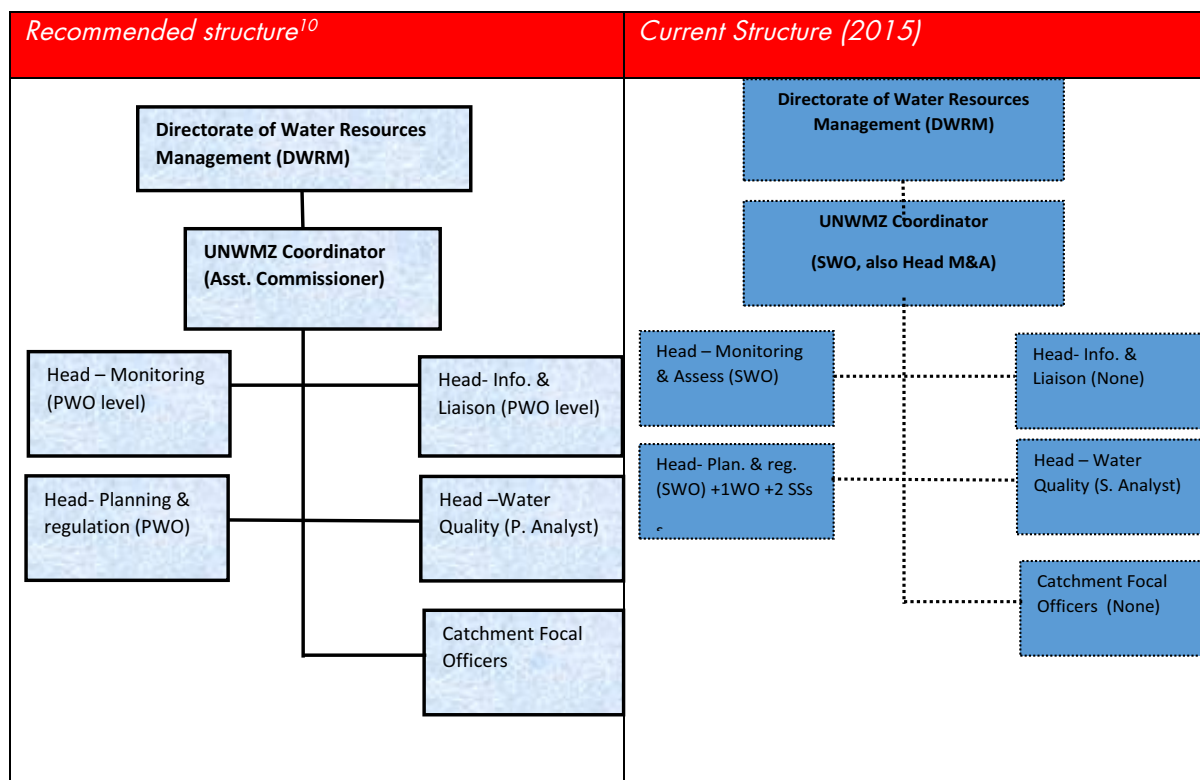 Recommended structure10
Current Structure (2015)
Directorate of Water Resources
Management (DWRM)
UNWMZ Coordinator
(Asst. Commissioner)
Head – Monitoring
(PWO level)
Head- Info. &
Liaison (PWO level)
Head- Planning &
regulation (PWO)
Head –Water
Quality (P. Analyst)
Catchment Focal
Officers
Directorate of Water Resources
Management (DWRM)
UNWMZ Coordinator
(SWO, also Head M&A)
Head – Monitoring
& Assess (SWO)
Head- Info. &
Liaison (None)
Head- Plan. & reg.
(SWO) +1WO +2 SSs
Head – Water
Quality (S. Analyst)
Catchment Focal
Officers (None)